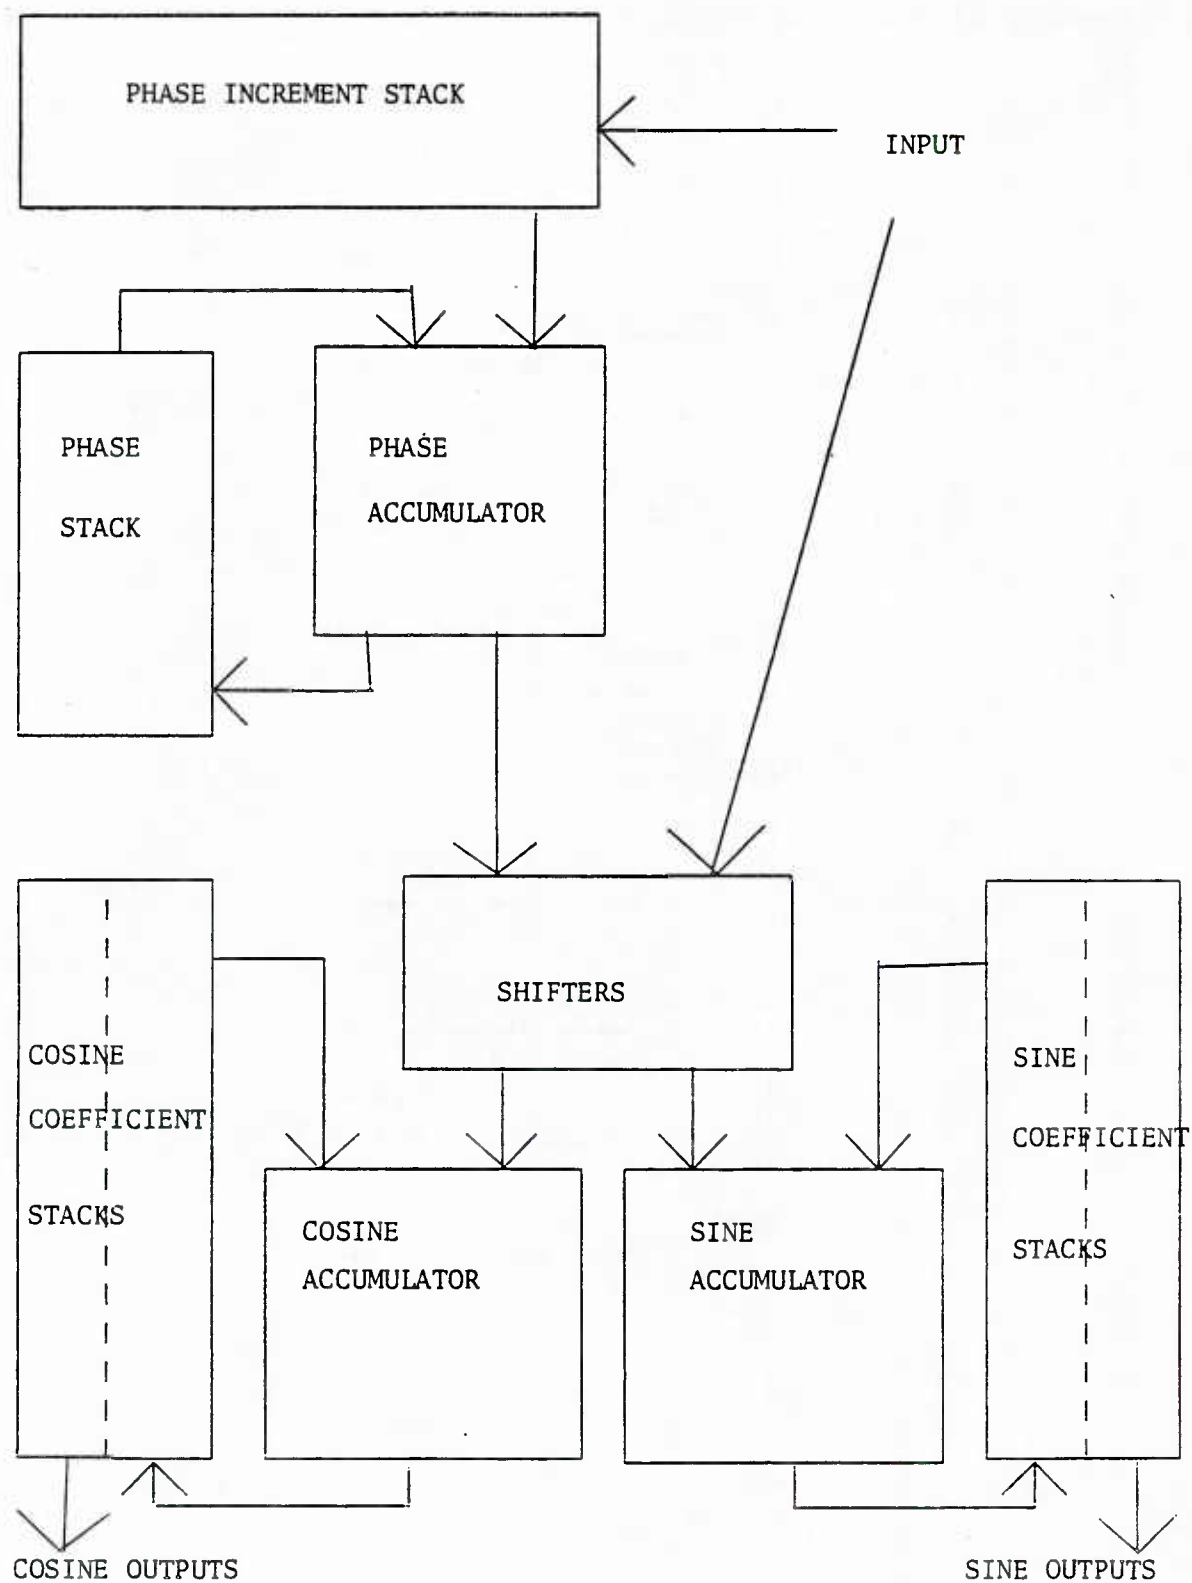 PHASE INCREMENT STACK
INPUT
PHASE
STACK
PHASE
ACCUMULATOR
SHIFTERS
COSINE
COEFFICIENT
STACKS
SINE
COEFFICIENT
STACKS
COSINE
ACCUMULATOR
SINE
ACCUMULATOR
COSINE OUTPUTS
SINE OUTPUTS